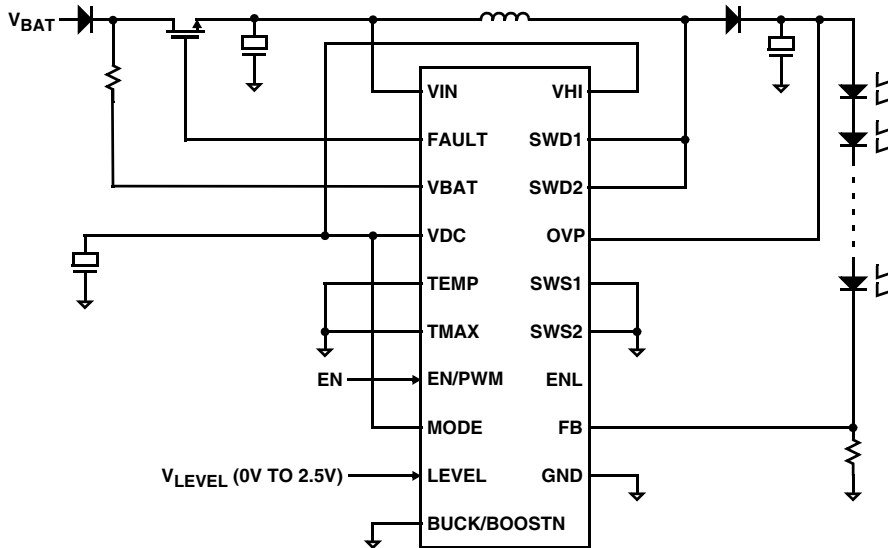 VBAT
VIN VHI
FAULT SWD1
VBAT SWD2
VDC OVP
TEMP SWS1
TMAX SWS2
EN EN/PWM ENL
MODE FB
VLEVEL (0V TO 2.5V) LEVEL GND
BUCK/BOOSTN